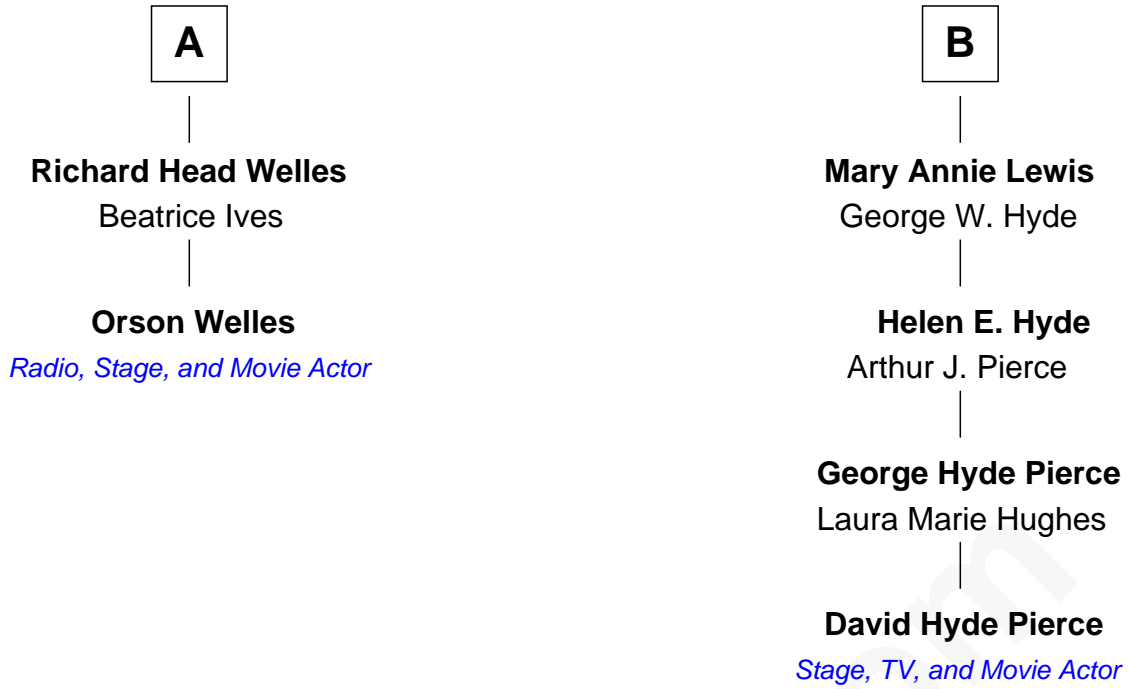 A
Richard Head Welles
Beatrice Ives
Orson Welles
Radio, Stage, and Movie Actor
B
Mary Annie Lewis
George W. Hyde
Helen E. Hyde
Arthur J. Pierce
George Hyde Pierce
Laura Marie Hughes
David Hyde Pierce
Stage, TV, and Movie Actor